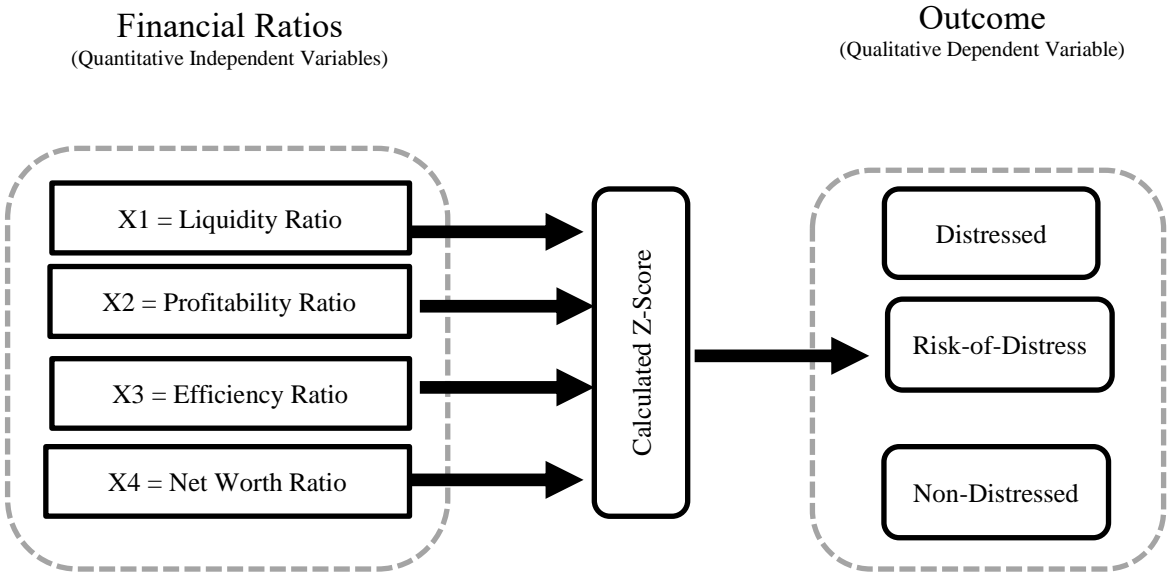 Financial Ratios
(Quantitative Independent Variables)
Outcome
(Qualitative Dependent Variable)
X1 = Liquidity Ratio
X2 = Profitability Ratio
X3 = Efficiency Ratio
X4 = Net Worth Ratio
Calculated Z-Score
Distressed
Risk-of-Distress
Non-Distressed